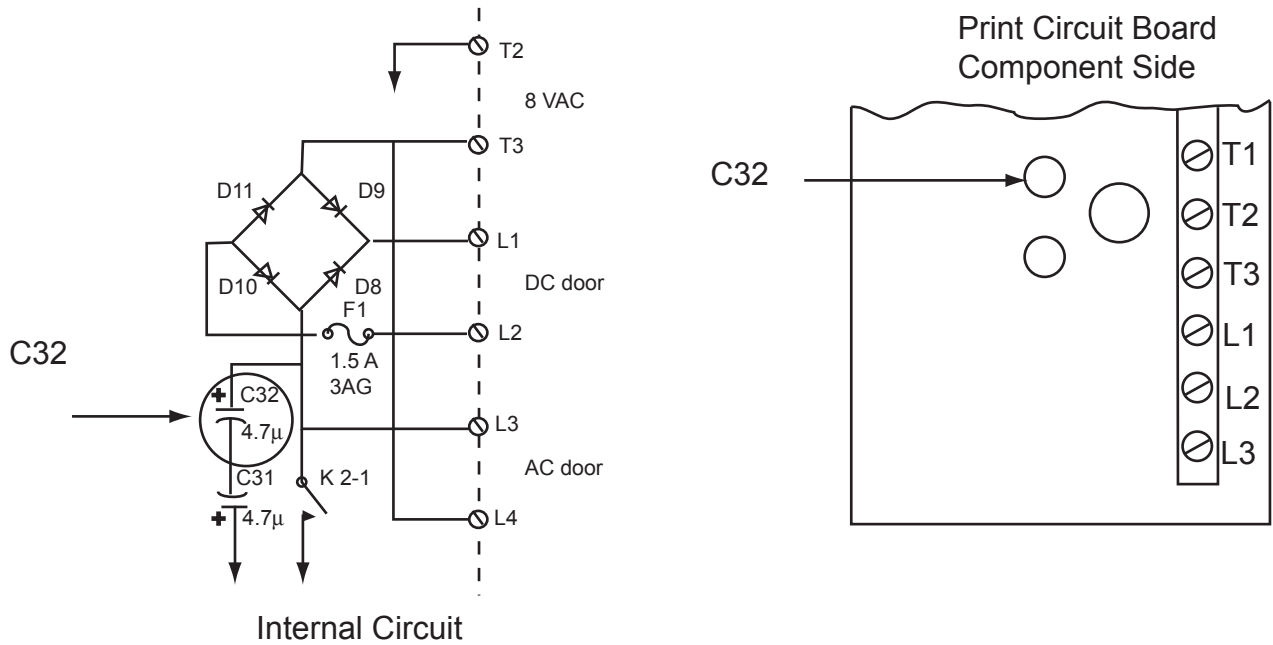 T2
8 VAC
T3
D11
D9
L1
D10
D8
DC door
F1
L2
1.5 A
3AG
C32
C32
4.7μ
L3
AC door
C31
K 2-1
4.7μ
L4
Internal Circuit
Print Circuit Board
Component Side
C32
T1
T2
T3
L1
L2
L3